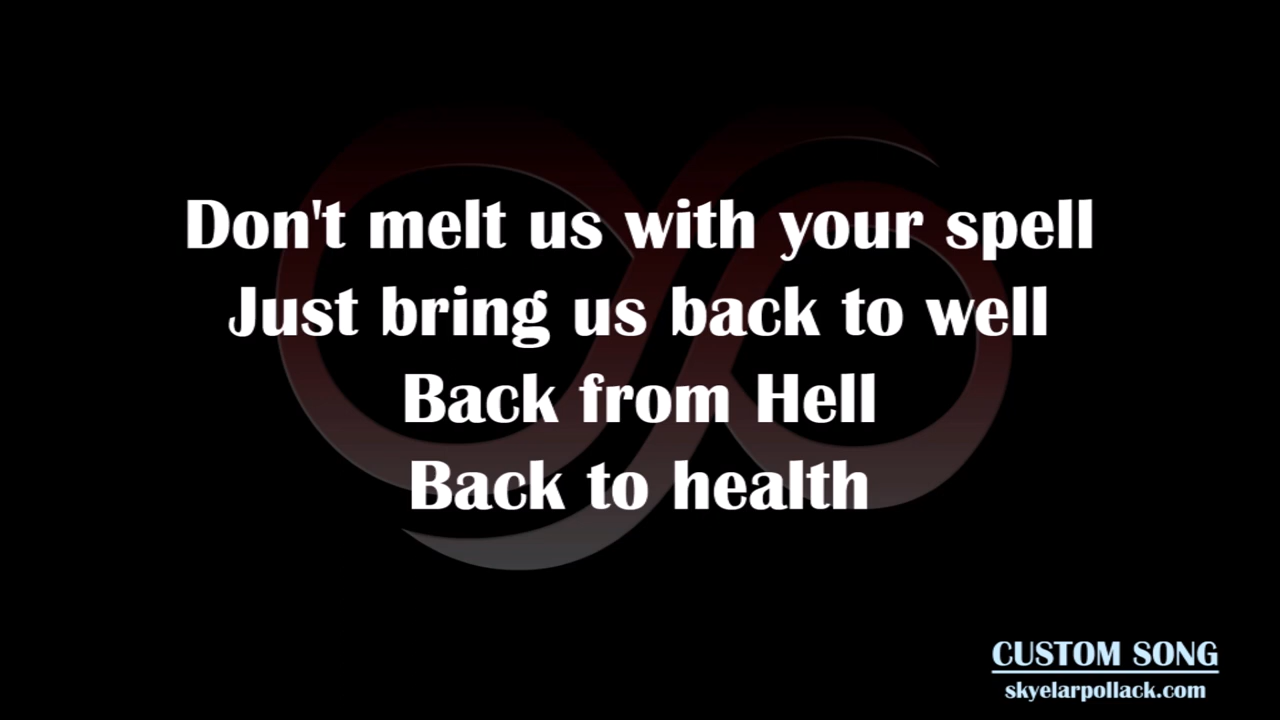 Don't melt us with your spell
Just bring us back to well
Back from Hell
Back to health
CUSTOM SONG
skyelarpollack.com